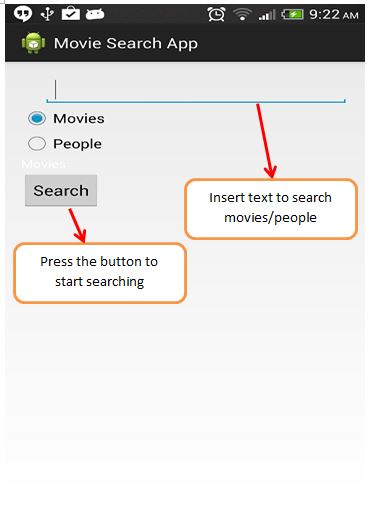 9:22 AM
Movie Search App
Movies
People
Movies
Search
Insert text to search
movies/people
Press the button to
start searching